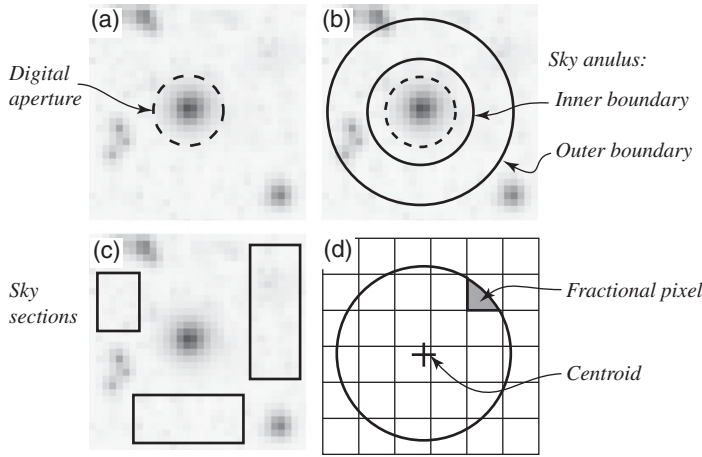 (a)
Digital
aperture
(b)
Sky anulus:
Inner boundary
Outer boundary
(c)
Sky
sections
(d)
Fractional pixel
Centroid